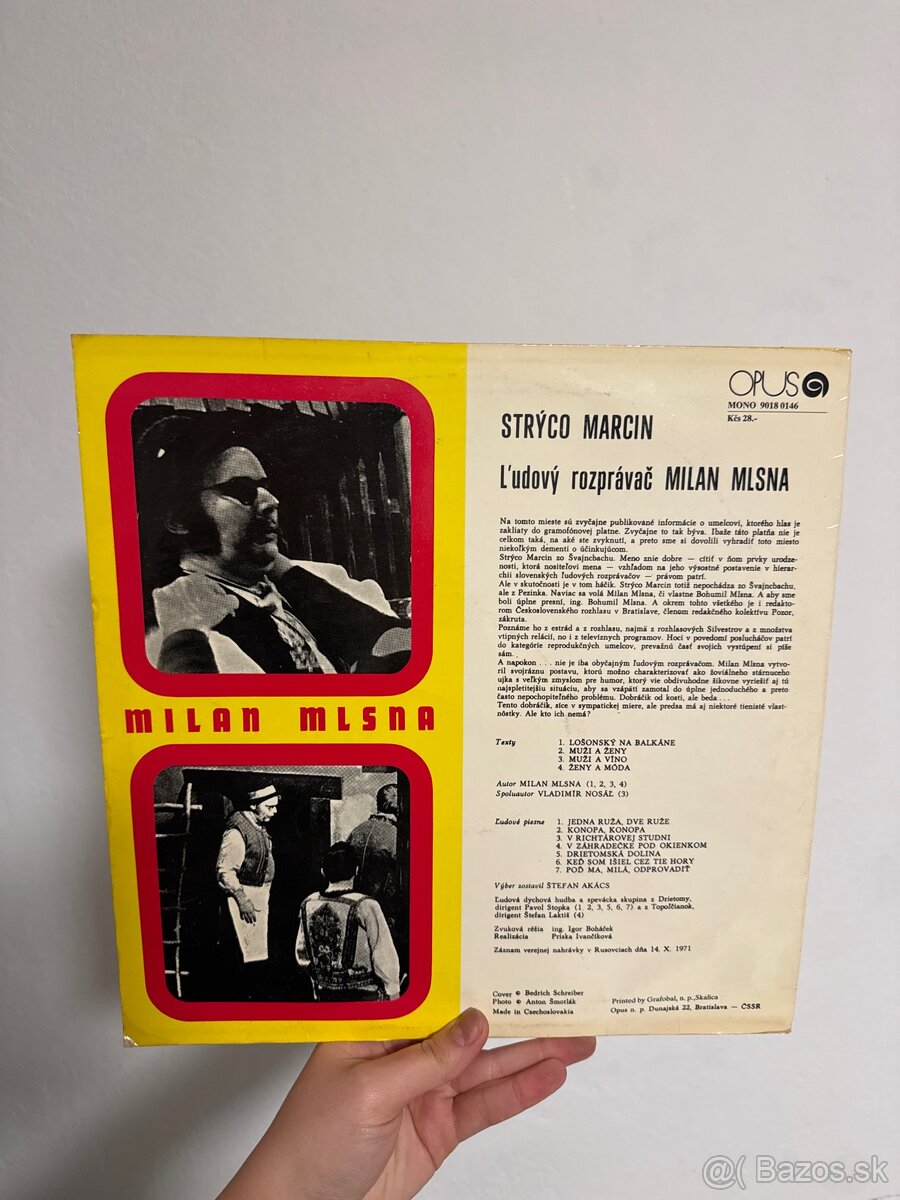 MILAN MLSNA
OPUS
MONO 9018 0146
Kčs 28.-
STRÝCO MARCIN
Ľudový rozprávač MILAN MLSNA
Na tomto mieste sú zvyčajne publikované informácie o umelcovi, ktorého hlas je
zakliaty do gramofónovej platne. Zvyčajne to tak býva. Ibaže táto platňa nie je
celkom taká, na aké ste zvyknutí, a preto sme si dovolili vyhradiť toto miesto
niekoľkým dementi o účinkujúcom.
Strýco Marcin zo Švajncbachu. Meno znie dobre — cítiť v ňom prvky urodze-
nosti, ktorá nositeľovi mena — vzhľadom na jeho výsostné postavenie v hierar-
chii slovenských ľudových rozprávačov — právom patrí.
Ale v skutočnosti je v tom háčik. Strýco Marcin totiž nepochádza zo Švajncbachu,
ale z Pezinka. Naviac sa volá Milan Mlsna, či vlastne Bohumil Mlsna. A aby sme
boli úplne presní, ing. Bohumil Mlsna. A okrem tohto všetkého je i redakto-
rom Československého rozhlasu v Bratislave, členom redakčného kolektívu Pozor,
zákruta.
Poznáme ho z estrád a z rozhlasu, najmä z rozhlasových Silvestrov a z množstva
vtipných relácií, no i z televíznych programov. Hoci v povedomí poslucháčov patrí
do kategórie reprodukčných umelcov, prevažnú časť svojich vystúpení si píše
sám.
A napokon ... nie je iba obyčajným ľudovým rozprávačom. Milan Mlsna vytvo-
ril svojráznu postavu, ktorú možno charakterizovať ako žoviálneho stárnuceho
ujka s veľkým zmyslom pre humor, ktorý vie obdivuhodne šikovne vyriešiť aj tú
najspletitejšiu situáciu, aby sa vzápätí zamotal do úplne jednoduchého a preto
často nepochopiteľného problému. Dobráčik od kosti, ale beda . . .
Tento dobráčik, síce v sympatickej miere, ale predsa má aj niektoré tienisté vlast-
nôstky. Ale kto ich nemá?
Texty 1. LOŠONSKÝ NA BALKÁNE
2. MUŽI A ŽENY
3. MUŽI A VÍNO
4. ŽENY A MÓDA
Autor MILAN MLSNA (1, 2, 3, 4)
Spoluautor VLADIMÍR NOSÁĽ (3)
Ľudové piesne 1. JEDNA RUŽA, DVE RUŽE
2. KONOPA, KONOPA
3. V RICHTÁROVEJ STUDNI
4. V ZÁHRADEČKE POD OKIENKOM
5. DRIETOMSKÁ DOLINA
6. KEĎ SOM IŠIEL CEZ TIE HORY
7. POĎ MA, MILÁ, ODPROVADIŤ
Výber zostavil ŠTEFAN AKÁCS
Ľudová dychová hudba a spevácka skupina z Drietomy,
dirigent Pavol Stopka (1, 2, 3, 5, 6, 7) a z Topoľčianok,
dirigent Štefan Laktiš (4)
Zvuková réžia ing. Igor Boháček
Realizácia Priska Ivančíková
Záznam verejnej nahrávky v Rusovciach dňa 14. X. 1971
Cover © Bedrich Schreiber
Photo © Anton Šmotlák
Made in Czechoslovakia
Printed by Grafobal, n. p., Skalica
Opus n. p. Dunajská 22, Bratislava — ČSSR
@( Bazos.sk